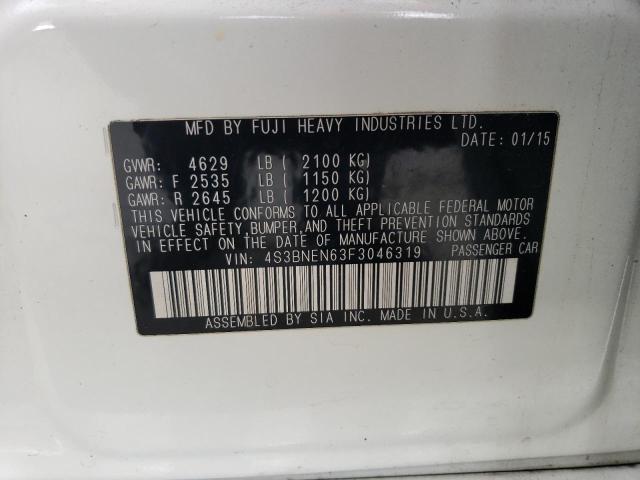 MFD BY FUJI HEAVY INDUSTRIES LTD.
DATE: 01/15
GVWR: 4629 LB ( 2100 KG)
GAWR: F 2535 LB ( 1150 KG)
GAWR: R 2645 LB ( 1200 KG)
THIS VEHICLE CONFORMS TO ALL APPLICABLE FEDERAL MOTOR
VEHICLE SAFETY,BUMPER,AND THEFT PREVENTION STANDARDS
IN EFFECT ON THE DATE OF MANUFACTURE SHOWN ABOVE.
VIN: 4S3BNEN63F3046319 PASSENGER CAR
ASSEMBLED BY SIA INC. MADE IN U.S.A.